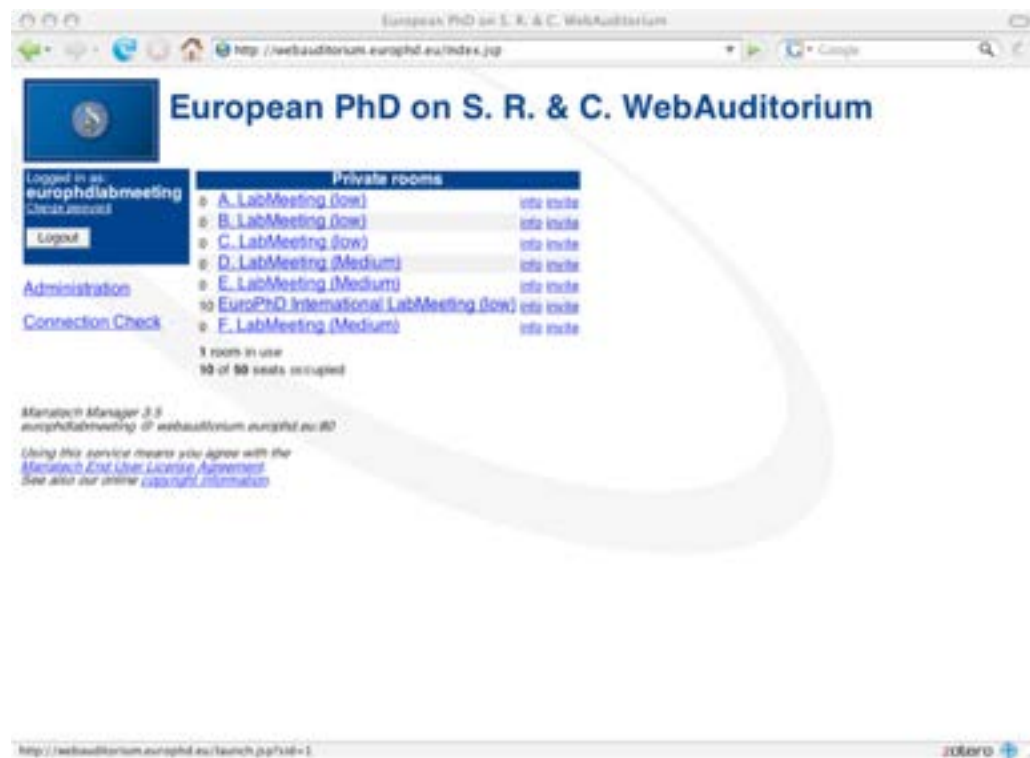 European PhD on S. R. & C. WebAuditorium
http://webauditorium.europhd.eu/index.jsp
Google
European PhD on S. R. & C. WebAuditorium
Logged in as:
europhdlabmeeting
Change password
Logout
Administration
Connection Check
Private rooms
0 A. LabMeeting (low) info invite
0 B. LabMeeting (low) info invite
0 C. LabMeeting (low) info invite
0 D. LabMeeting (Medium) info invite
0 E. LabMeeting (Medium) info invite
10 EuroPhD International LabMeeting (low) info invite
0 F. LabMeeting (Medium) info invite
1 room in use
10 of 50 seats occupied
Marratech Manager 3.5
europhdlabmeeting @ webauditorium.europhd.eu:80
Using this service means you agree with the
Marratech End User License Agreement.
See also our online copyright information
http://webauditorium.europhd.eu/launch.jsp?sid=1
zotero